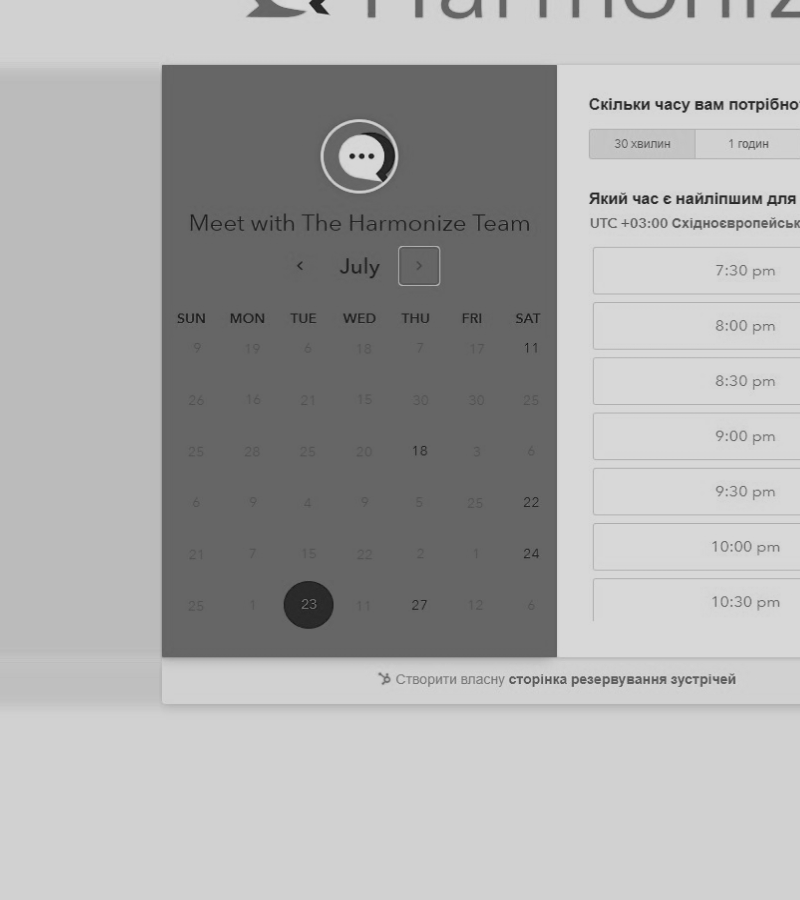 Harmoniz
Meet with The Harmonize Team
July
SUN MON TUE WED THU FRI SAT
9 19 6 18 7 17 11
26 16 21 15 30 30 25
25 28 25 20 18 3 6
6 9 4 9 5 25 22
21 7 15 22 2 1 24
25 1 23 11 27 12 6
Скільки часу вам потрібно
30 хвилин 1 годин
Який час є найліпшим для
UTC +03:00 Східноєвропейськ
7:30 pm
8:00 pm
8:30 pm
9:00 pm
9:30 pm
10:00 pm
10:30 pm
Створити власну сторінка резервування зустрічей